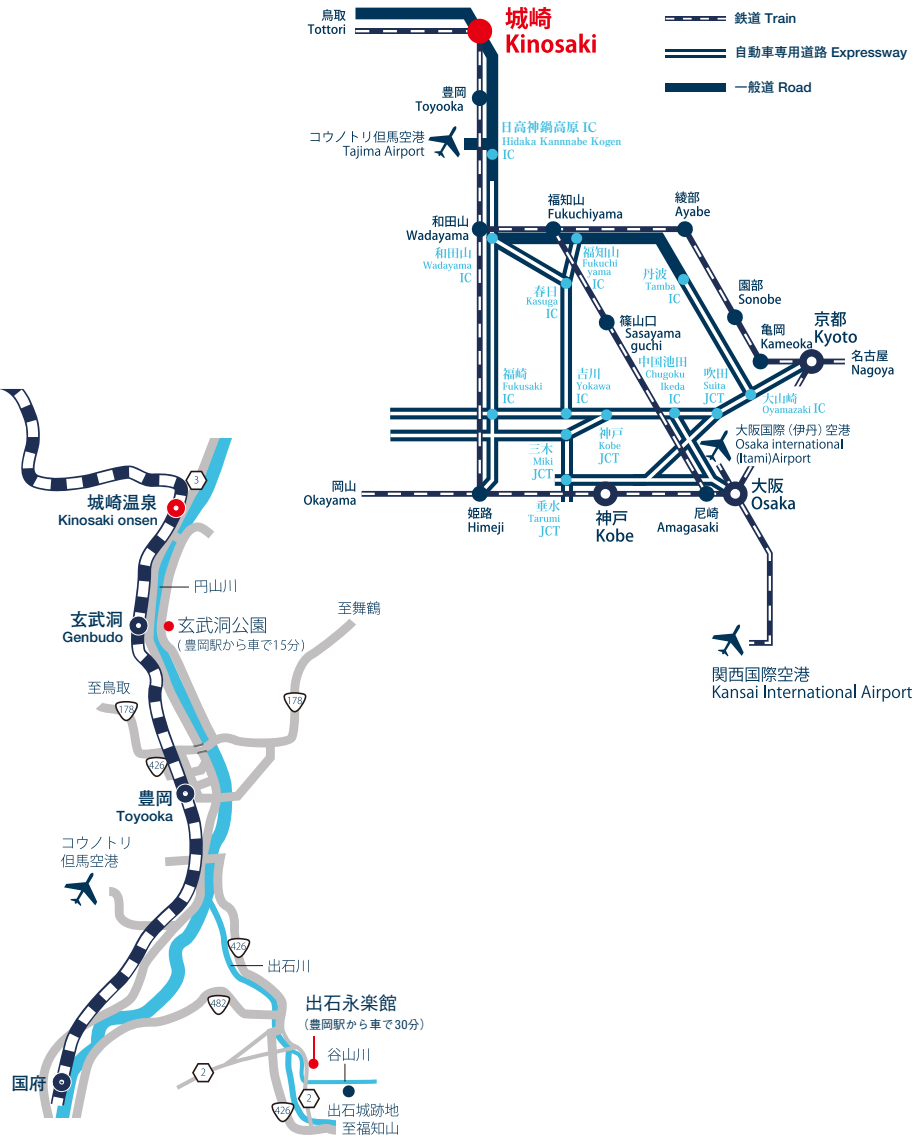 鳥取
Tottori
城崎
Kinosaki
鉄道 Train
自動車専用道路 Expressway
一般道 Road
豊岡
Toyooka
コウノトリ但馬空港
Tajima Airport
日高神鍋高原 IC
Hidaka Kannnabe Kogen
IC
和田山
Wadayama
福知山
Fukuchiyama
綾部
Ayabe
和田山
Wadayama
IC
福知山
Fukuchi
yama
IC
丹波
Tamba
IC
春日
Kasuga
IC
園部
Sonobe
篠山口
Sasayama
guchi
亀岡
Kameoka
京都
Kyoto
名古屋
Nagoya
福崎
Fukusaki
IC
吉川
Yokawa
IC
中国池田
Chugoku
Ikeda
IC
吹田
Suita
JCT
大山崎
Oyamazaki IC
三木
Miki
JCT
神戸
Kobe
JCT
大阪国際（伊丹）空港
Osaka international
(Itami)Airport
岡山
Okayama
姫路
Himeji
垂水
Tarumi
JCT
神戸
Kobe
尼崎
Amagasaki
大阪
Osaka
関西国際空港
Kansai International Airport
3
城崎温泉
Kinosaki onsen
円山川
玄武洞
Genbudo
玄武洞公園
(豊岡駅から車で15分)
至舞鶴
至鳥取
178
178
426
豊岡
Toyooka
コウノトリ
但馬空港
426
出石川
482
出石永楽館
(豊岡駅から車で30分)
谷山川
2
国府
2
426
出石城跡地
至福知山